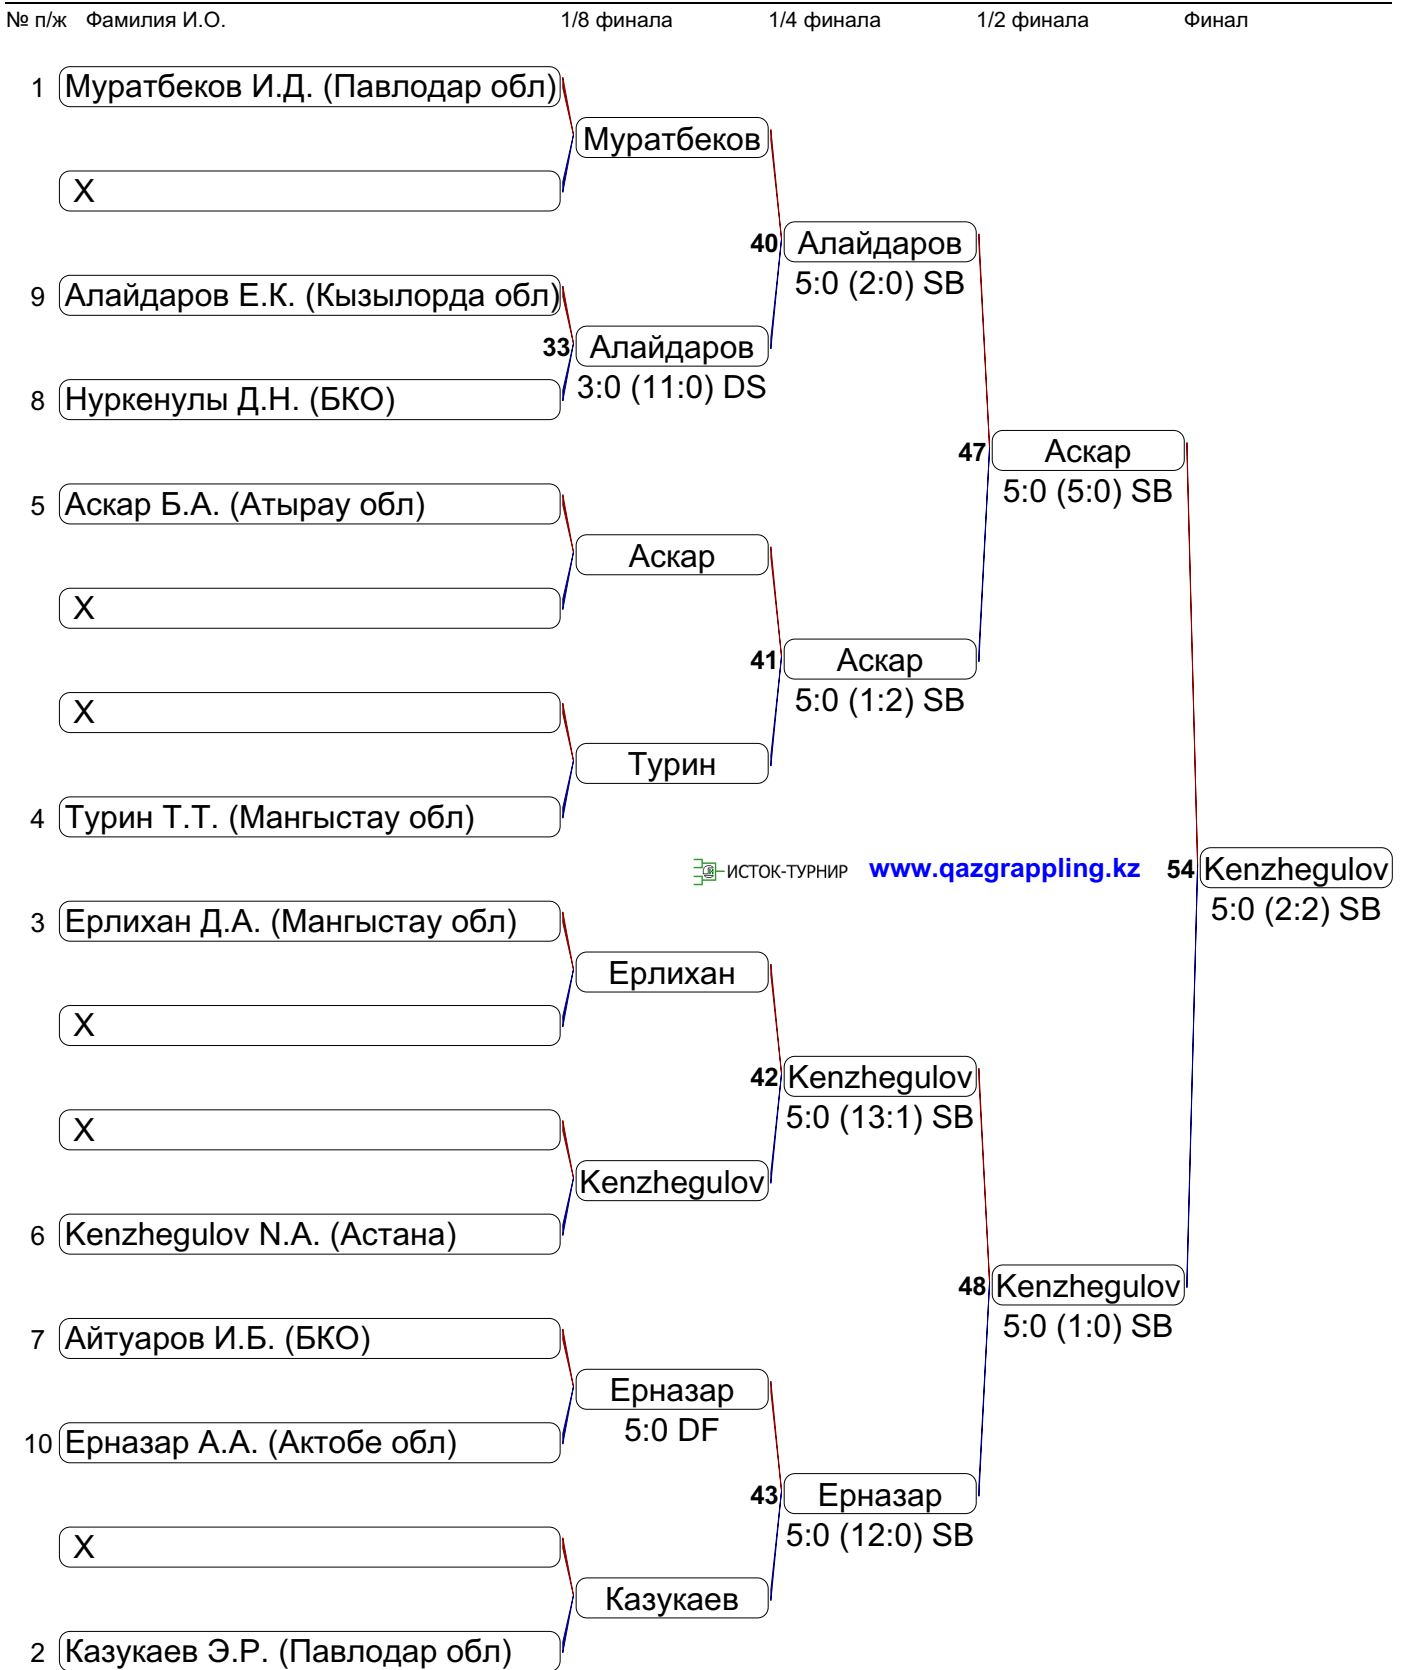 № п/ж Фамилия И.О. 1/8 финала 1/4 финала 1/2 финала Финал
1 Муратбеков И.Д. (Павлодар обл)
Муратбеков
X
40 Алайдаров
5:0 (2:0) SB
9 Алайдаров Е.К. (Кызылорда обл)
33 Алайдаров
3:0 (11:0) DS
8 Нуркенулы Д.Н. (БКО)
47 Аскар
5:0 (5:0) SB
5 Аскар Б.А. (Атырау обл)
Аскар
X
41 Аскар
5:0 (1:2) SB
X
Турин
4 Турин Т.Т. (Мангыстау обл)
ИСТОК-ТУРНИР www.qazgrappling.kz 54 Kenzhegulov
5:0 (2:2) SB
3 Ерлихан Д.А. (Мангыстау обл)
Ерлихан
X
42 Kenzhegulov
5:0 (13:1) SB
X
Kenzhegulov
6 Kenzhegulov N.A. (Астана)
48 Kenzhegulov
5:0 (1:0) SB
7 Айтуаров И.Б. (БКО)
Ерназар
5:0 DF
10 Ерназар А.А. (Актобе обл)
43 Ерназар
5:0 (12:0) SB
X
Казукаев
2 Казукаев Э.Р. (Павлодар обл)